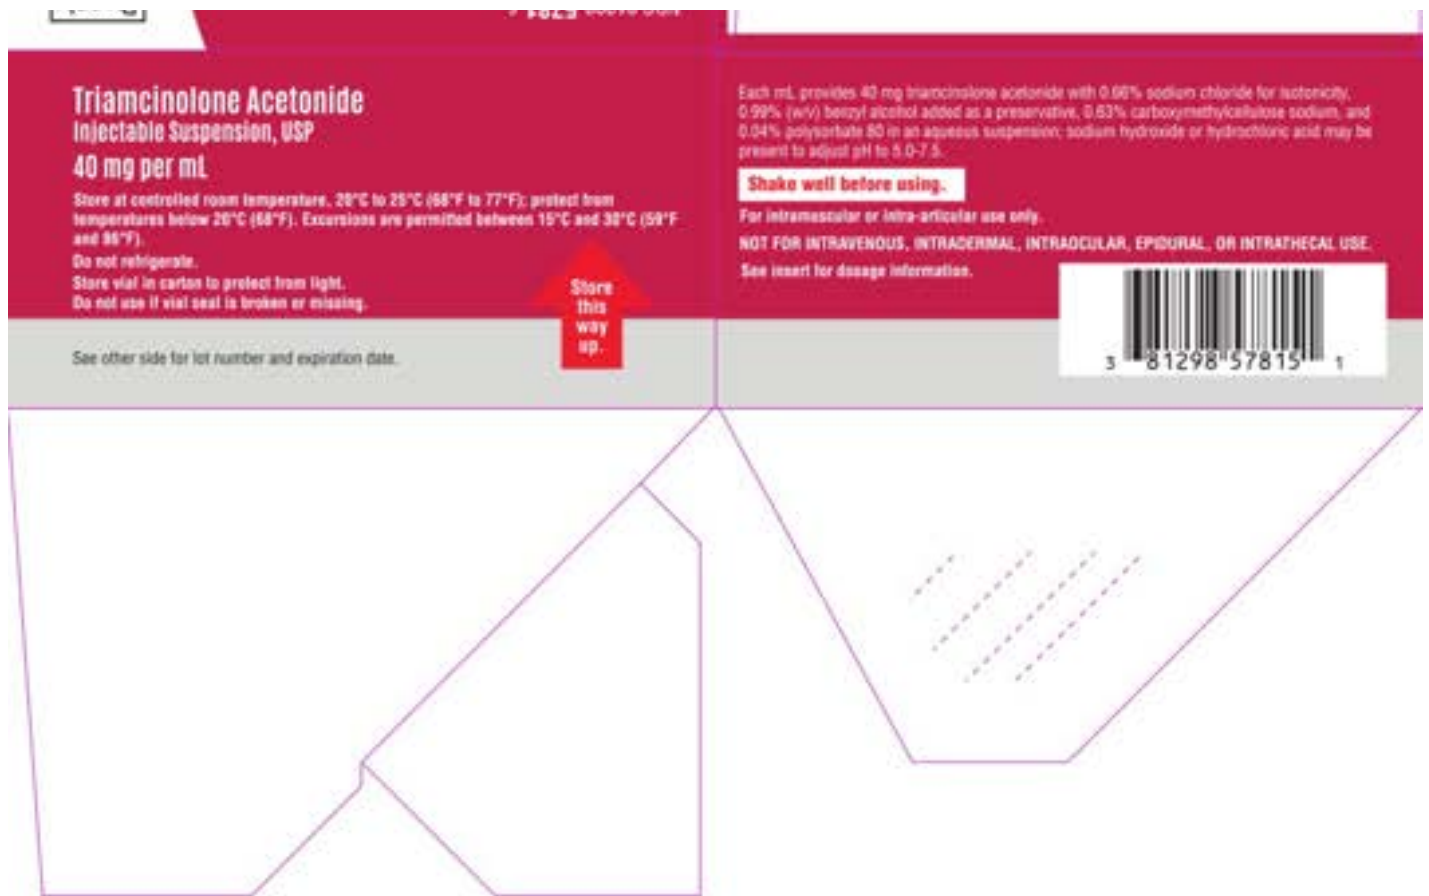 Triamcinolone Acetonide
Injectable Suspension, USP
40 mg per mL
Store at controlled room temperature, 20°C to 25°C (68°F to 77°F); protect from
temperatures below 20°C (68°F). Excursions are permitted between 15°C and 30°C (59°F
and 86°F).
Do not refrigerate.
Store vial in carton to protect from light.
Do not use if vial seal is broken or missing.
Store
this
way
up.
See other side for lot number and expiration date.
Each mL provides 40 mg triamcinolone acetonide with 0.66% sodium chloride for isotonicity,
0.99% (w/v) benzyl alcohol added as a preservative, 0.63% carboxymethylcellulose sodium, and
0.04% polysorbate 80 in an aqueous suspension; sodium hydroxide or hydrochloric acid may be
present to adjust pH to 5.0-7.5.
Shake well before using.
For intramuscular or intra-articular use only.
NOT FOR INTRAVENOUS, INTRADERMAL, INTRAOCULAR, EPIDURAL, OR INTRATHECAL USE.
See insert for dosage information.
3 81298 57815 1